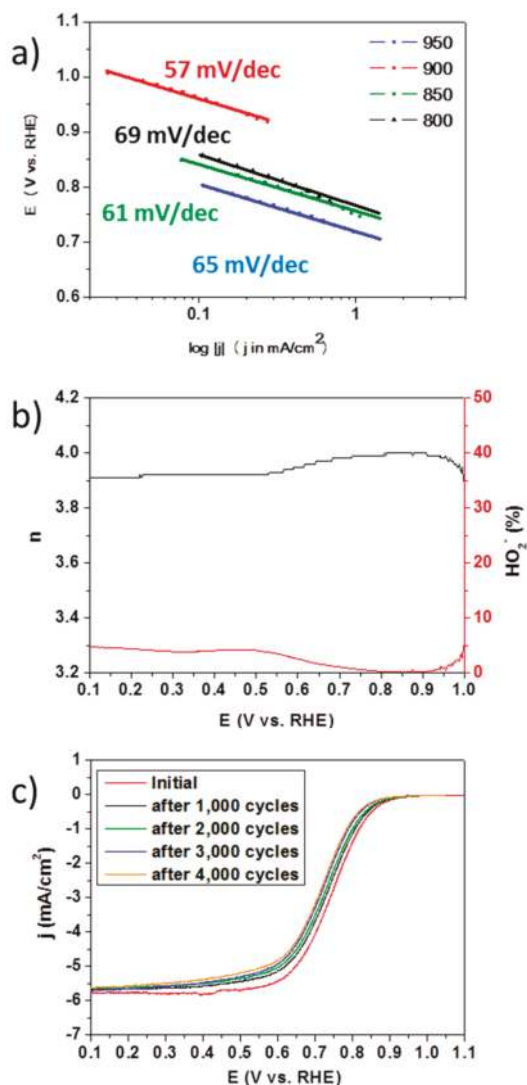 a)
57 mV/dec
69 mV/dec
61 mV/dec
65 mV/dec
950
900
850
800
E (V vs. RHE)
1.1
1.0
0.9
0.8
0.7
0.6
0.1
1
log |j| ( j in mA/cm²)
b)
4.2
4.0
3.8
3.6
3.4
3.2
n
50
40
30
20
10
0
HO₂⁻ (%)
0.1 0.2 0.3 0.4 0.5 0.6 0.7 0.8 0.9 1.0
E (V vs. RHE)
c)
Initial
after 1,000 cycles
after 2,000 cycles
after 3,000 cycles
after 4,000 cycles
j (mA/cm²)
1
0
-1
-2
-3
-4
-5
-6
-7
0.1 0.2 0.3 0.4 0.5 0.6 0.7 0.8 0.9 1.0 1.1
E (V vs. RHE)